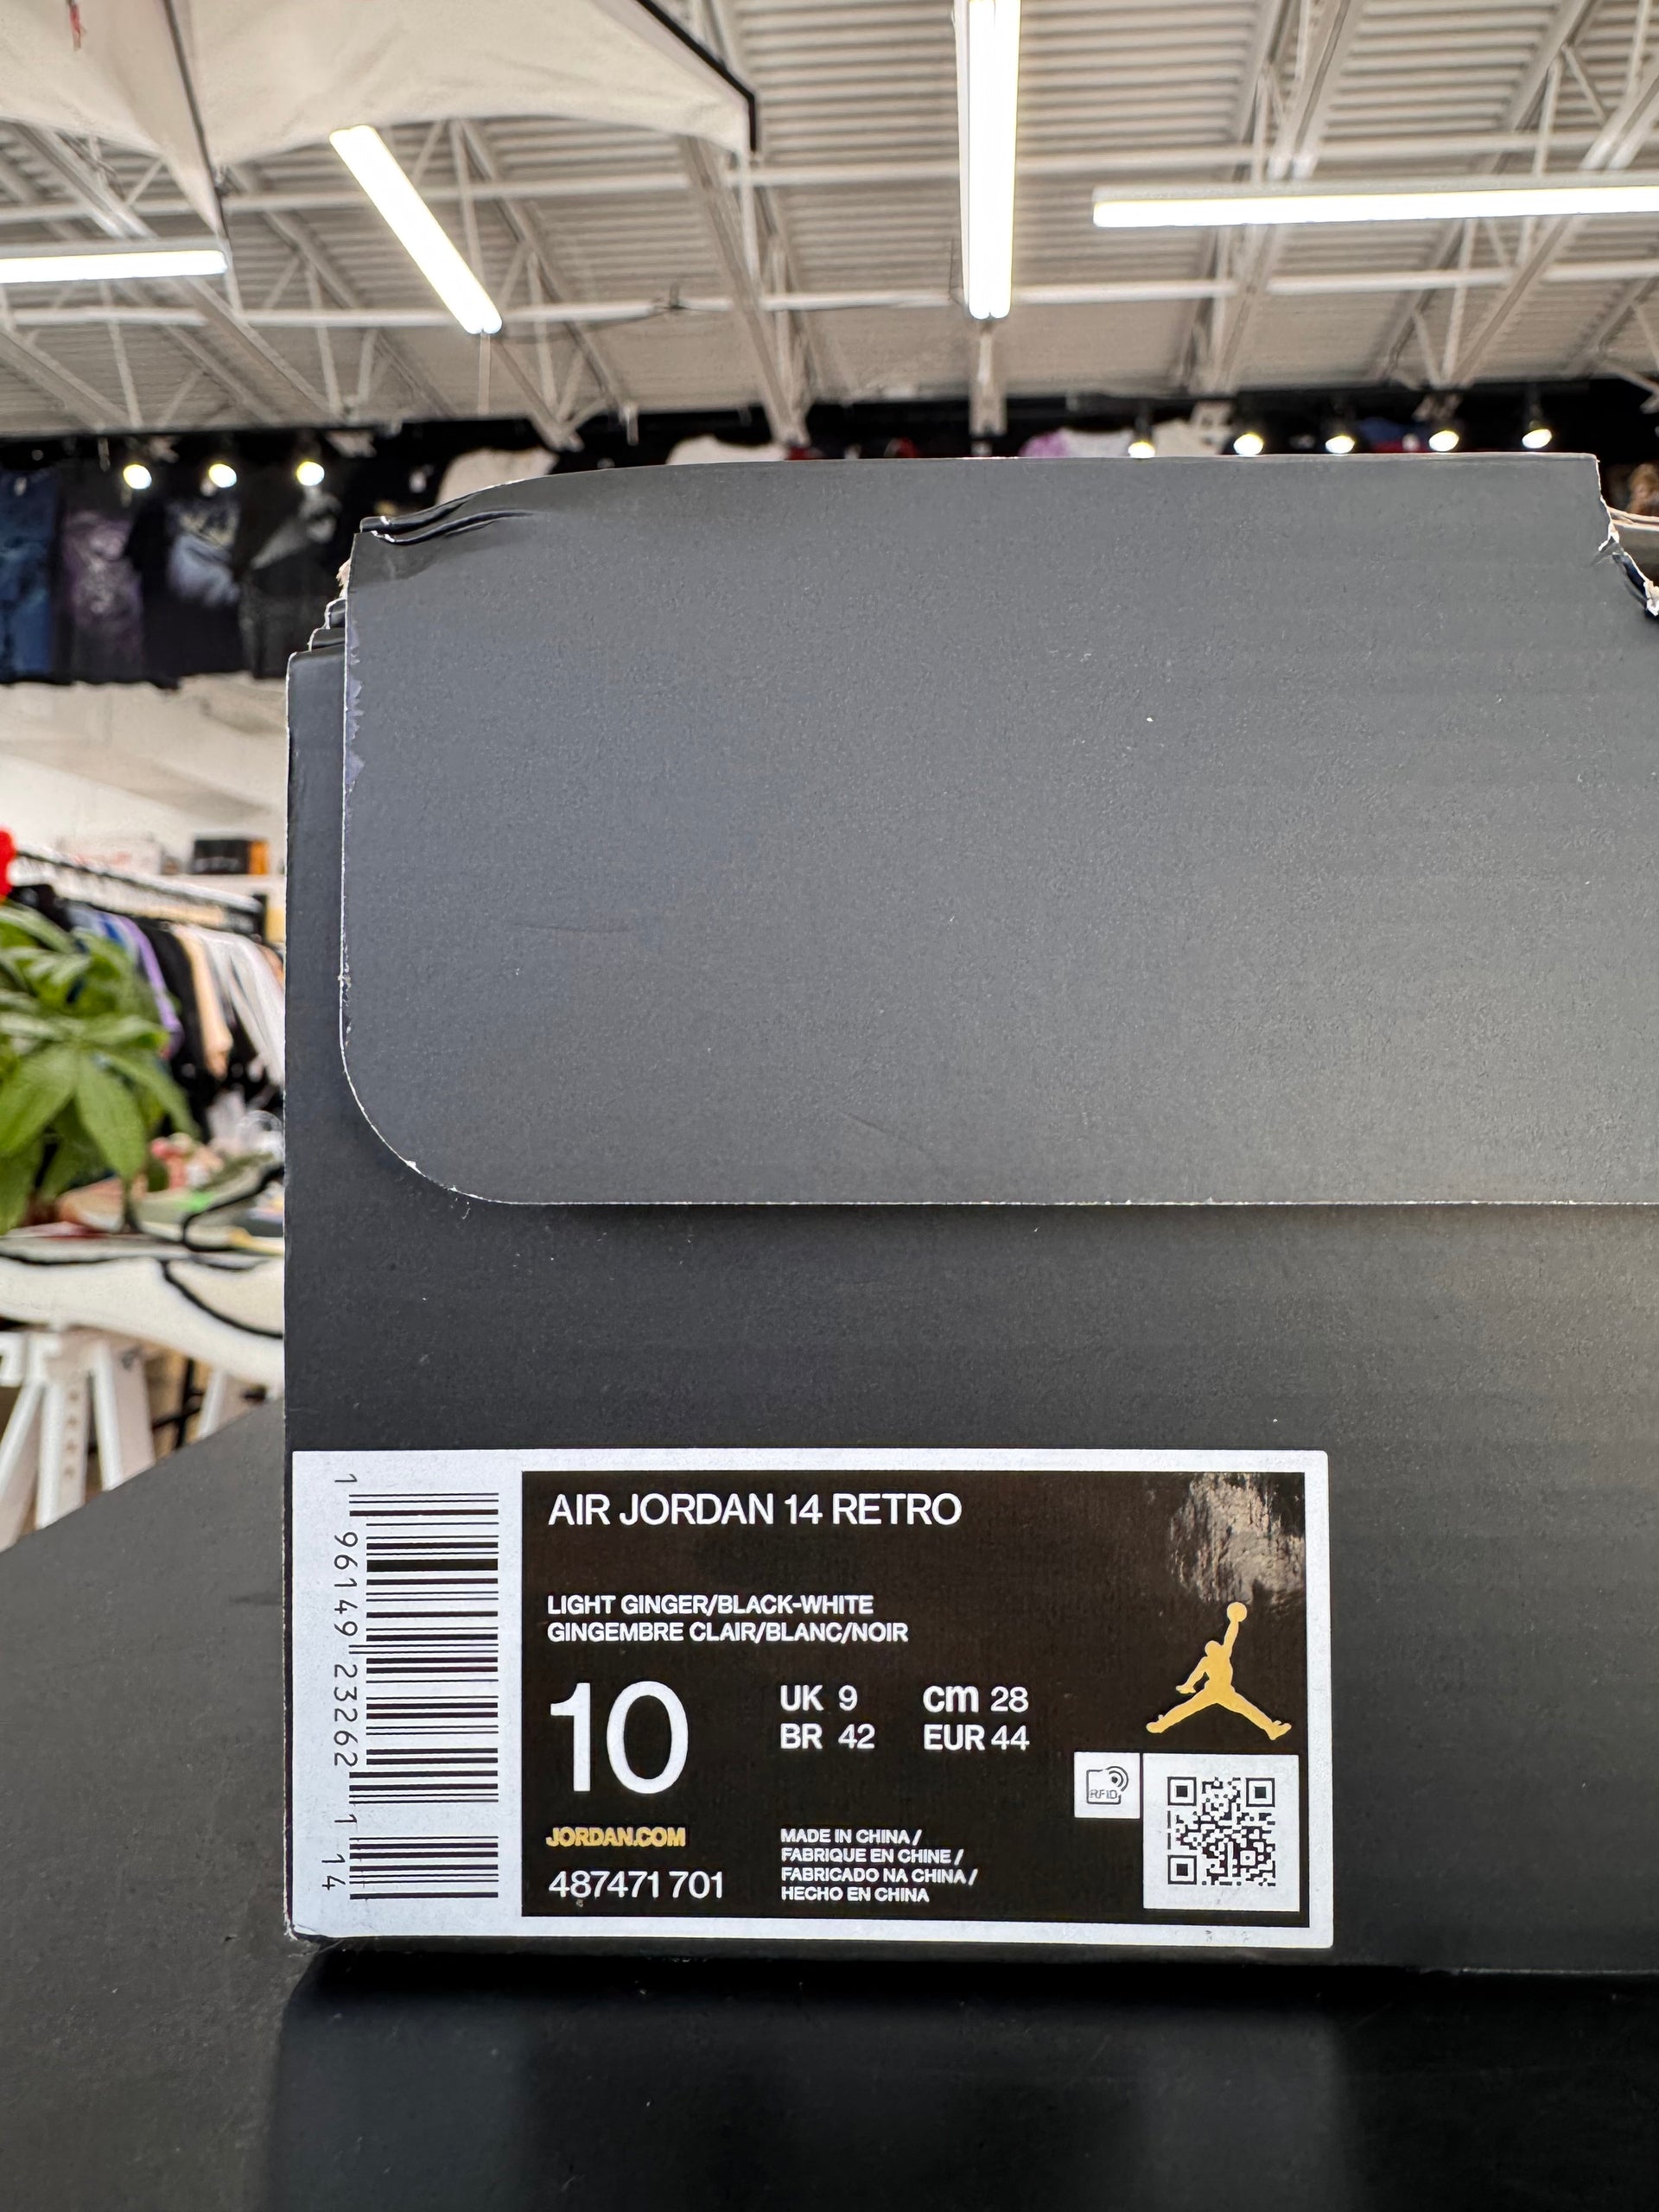 AIR JORDAN 14 RETRO
LIGHT GINGER/BLACK-WHITE
GINGEMBRE CLAIR/BLANC/NOIR
10
UK 9 cm 28
BR 42 EUR 44
JORDAN.COM
487471 701
MADE IN CHINA /
FABRIQUE EN CHINE /
FABRICADO NA CHINA /
HECHO EN CHINA
RFID
1 96149 23262 1 14